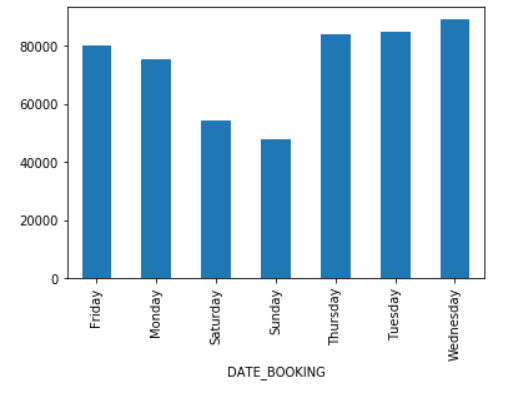 80000
60000
40000
20000
0
Friday
Monday
Saturday
Sunday
Thursday
Tuesday
Wednesday
DATE_BOOKING